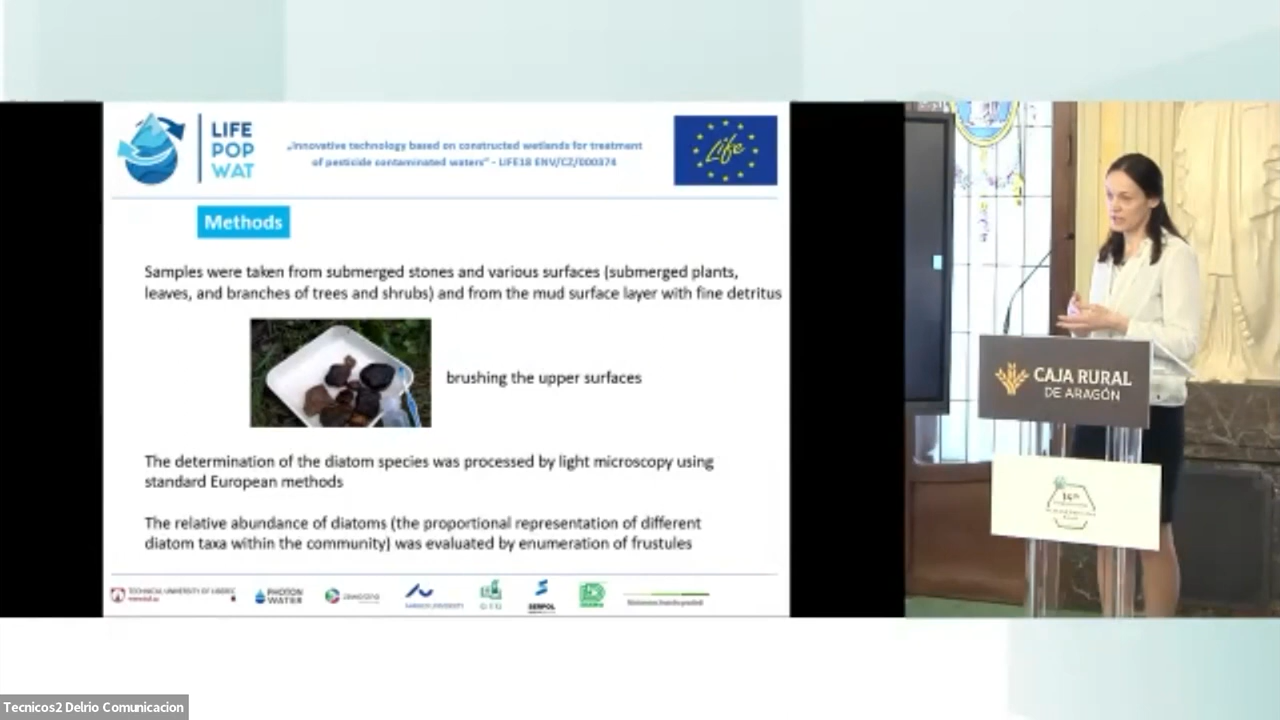 LIFE
POP
WAT
„Innovative technology based on constructed wetlands for treatment
of pesticide contaminated waters" - LIFE18 ENV/CZ/000374
Life
Methods
Samples were taken from submerged stones and various surfaces (submerged plants,
leaves, and branches of trees and shrubs) and from the mud surface layer with fine detritus
brushing the upper surfaces
The determination of the diatom species was processed by light microscopy using
standard European methods
The relative abundance of diatoms (the proportional representation of different
diatom taxa within the community) was evaluated by enumeration of frustules
TECHNICAL UNIVERSITY OF LIBEREC
PHOTON
WATER
SERPOL
CAJA RURAL
DE ARAGÓN
Tecnicos2 Delrio Comunicacion